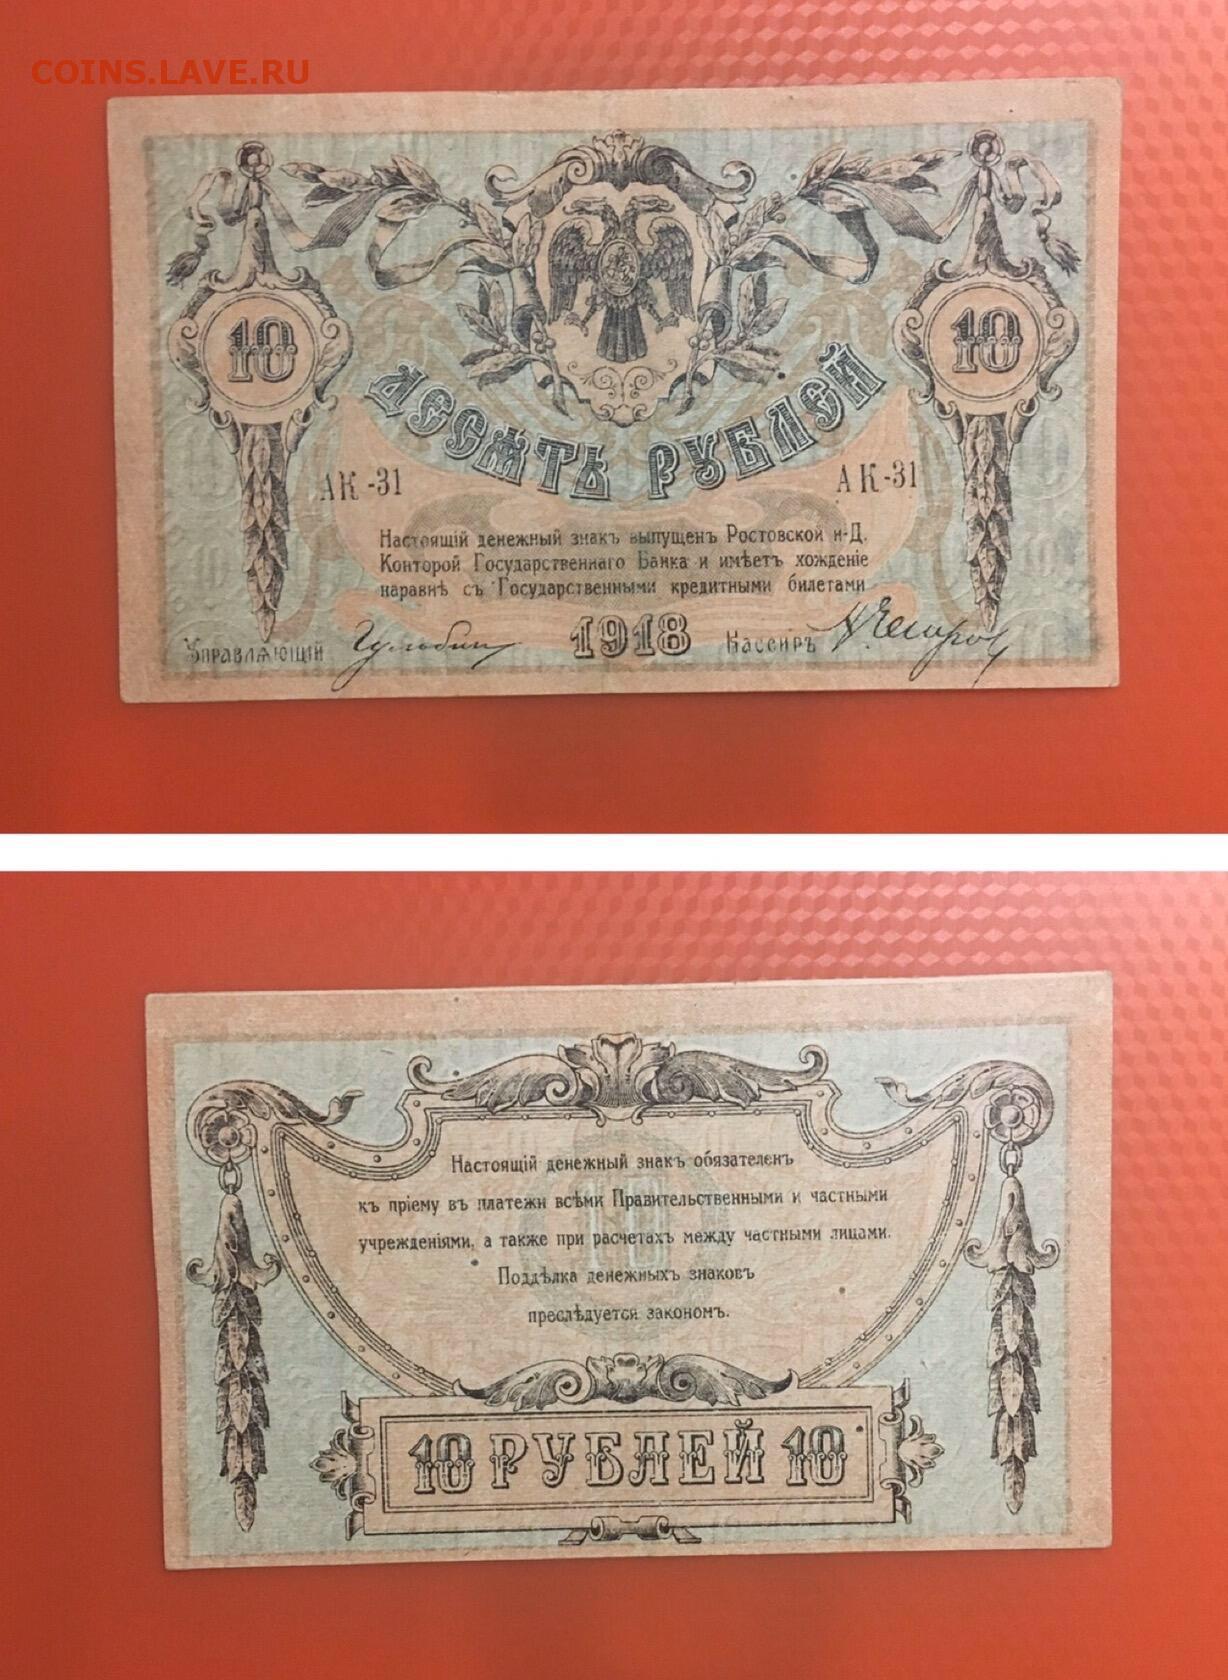 COINS.LAVE.RU
10
10
ДЕСѦТЬ РУБЛЕЙ
АК-31
АК-31
Настоящій денежный знакъ выпущенъ Ростовской н-Д.
Конторой Государственнаго Банка и имѣетъ хожденіе
наравнѣ съ Государственными кредитными билетами
Управляющій
1918
Кассиръ
Настоящій денежный знакъ обязателенъ
къ пріему въ платежи всѣми Правительственными и частными
учрежденіями, а также при расчетахъ между частными лицами.
Поддѣлка денежныхъ знаковъ
преслѣдуется закономъ.
10 РУБЛЕЙ 10